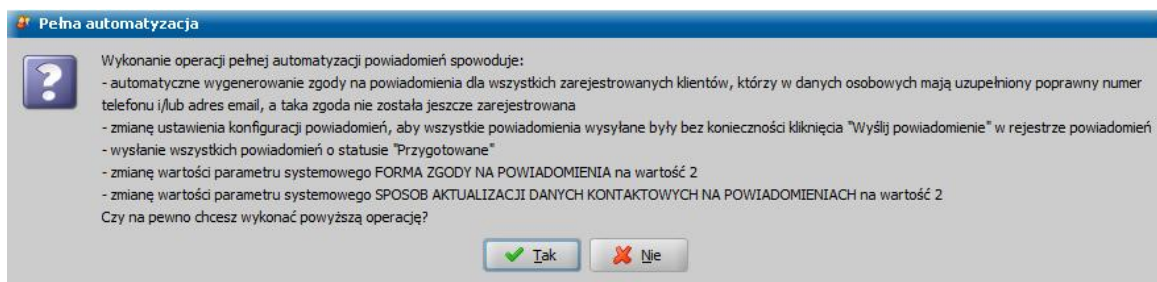 Pełna automatyzacja
Wykonanie operacji pełnej automatyzacji powiadomień spowoduje:
- automatyczne wygenerowanie zgody na powiadomienia dla wszystkich zarejestrowanych klientów, którzy w danych osobowych mają uzupełniony poprawny numer
telefonu i/lub adres email, a taka zgoda nie została jeszcze zarejestrowana
- zmianę ustawienia konfiguracji powiadomień, aby wszystkie powiadomienia wysyłane były bez konieczności kliknięcia "Wyślij powiadomienie" w rejestrze powiadomień
- wysłanie wszystkich powiadomień o statusie "Przygotowane"
- zmianę wartości parametru systemowego FORMA ZGODY NA POWIADOMIENIA na wartość 2
- zmianę wartości parametru systemowego SPOSOB AKTUALIZACJI DANYCH KONTAKTOWYCH NA POWIADOMIENIACH na wartość 2
Czy na pewno chcesz wykonać powyższą operację?
Tak Nie